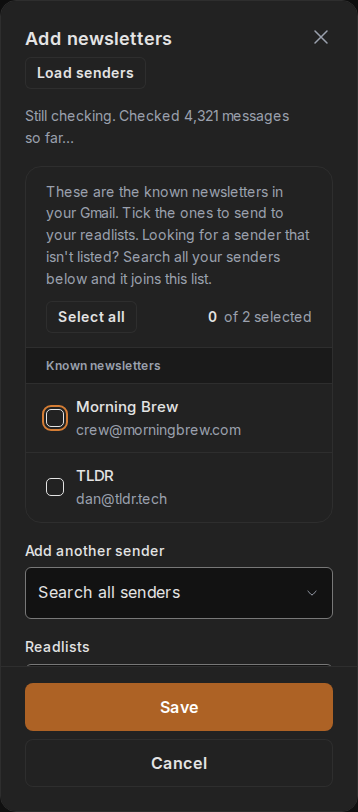 Add newsletters
Load senders
Still checking. Checked 4,321 messages
so far...
These are the known newsletters in
your Gmail. Tick the ones to send to
your readlists. Looking for a sender that
isn't listed? Search all your senders
below and it joins this list.
Select all
0 of 2 selected
Known newsletters
Morning Brew
crew@morningbrew.com
TLDR
dan@tldr.tech
Add another sender
Search all senders
Readlists
Save
Cancel